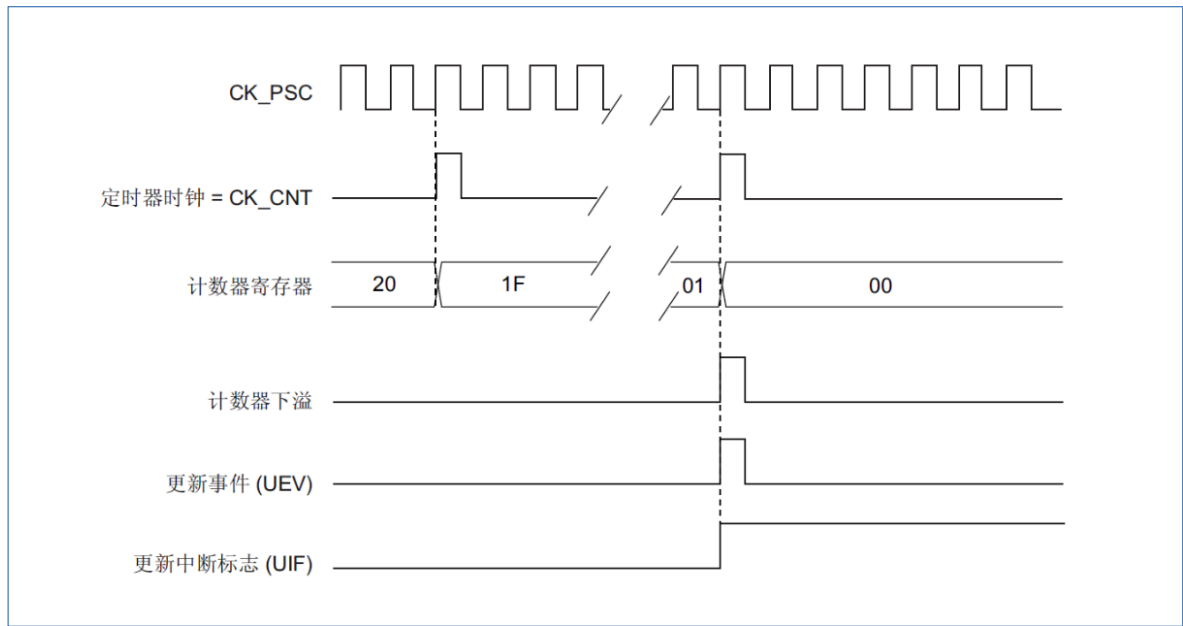 CK_PSC
定时器时钟 = CK_CNT
计数器寄存器 20 1F 01 00
计数器下溢
更新事件 (UEV)
更新中断标志 (UIF)